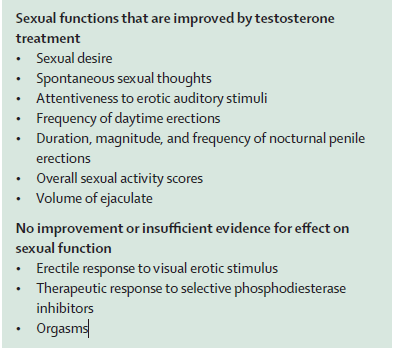 Sexual functions that are improved by testosterone
treatment
• Sexual desire
• Spontaneous sexual thoughts
• Attentiveness to erotic auditory stimuli
• Frequency of daytime erections
• Duration, magnitude, and frequency of nocturnal penile
erections
• Overall sexual activity scores
• Volume of ejaculate
No improvement or insufficient evidence for effect on
sexual function
• Erectile response to visual erotic stimulus
• Therapeutic response to selective phosphodiesterase
inhibitors
• Orgasms